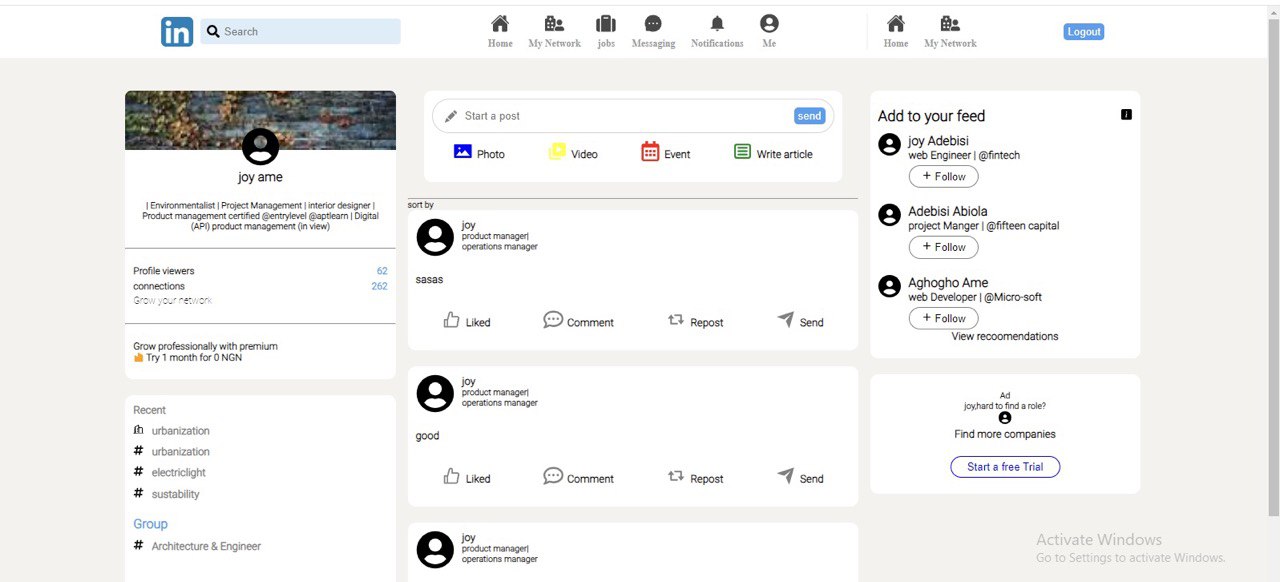 in
Search
Home
My Network
jobs
Messaging
Notifications
Me
Home
My Network
Logout
joy ame
| Environmentalist | Project Management | interior designer |
Product management certified @entrylevel @aptlearn | Digital
(API) product management (in view)
Profile viewers 62
connections 262
Grow your network
Grow professionally with premium
Try 1 month for 0 NGN
Recent
urbanization
# urbanization
# electriclight
# sustability
Group
# Architecture & Engineer
Start a post
send
Photo
Video
Event
Write article
sort by
joy
product manager|
operations manager
sasas
Liked
Comment
Repost
Send
joy
product manager|
operations manager
good
Liked
Comment
Repost
Send
joy
product manager|
operations manager
Add to your feed
i
joy Adebisi
web Engineer | @fintech
+ Follow
Adebisi Abiola
project Manger | @fifteen capital
+ Follow
Aghogho Ame
web Developer | @Micro-soft
+ Follow
View recoomendations
Ad
joy,hard to find a role?
Find more companies
Start a free Trial
Activate Windows
Go to Settings to activate Windows.